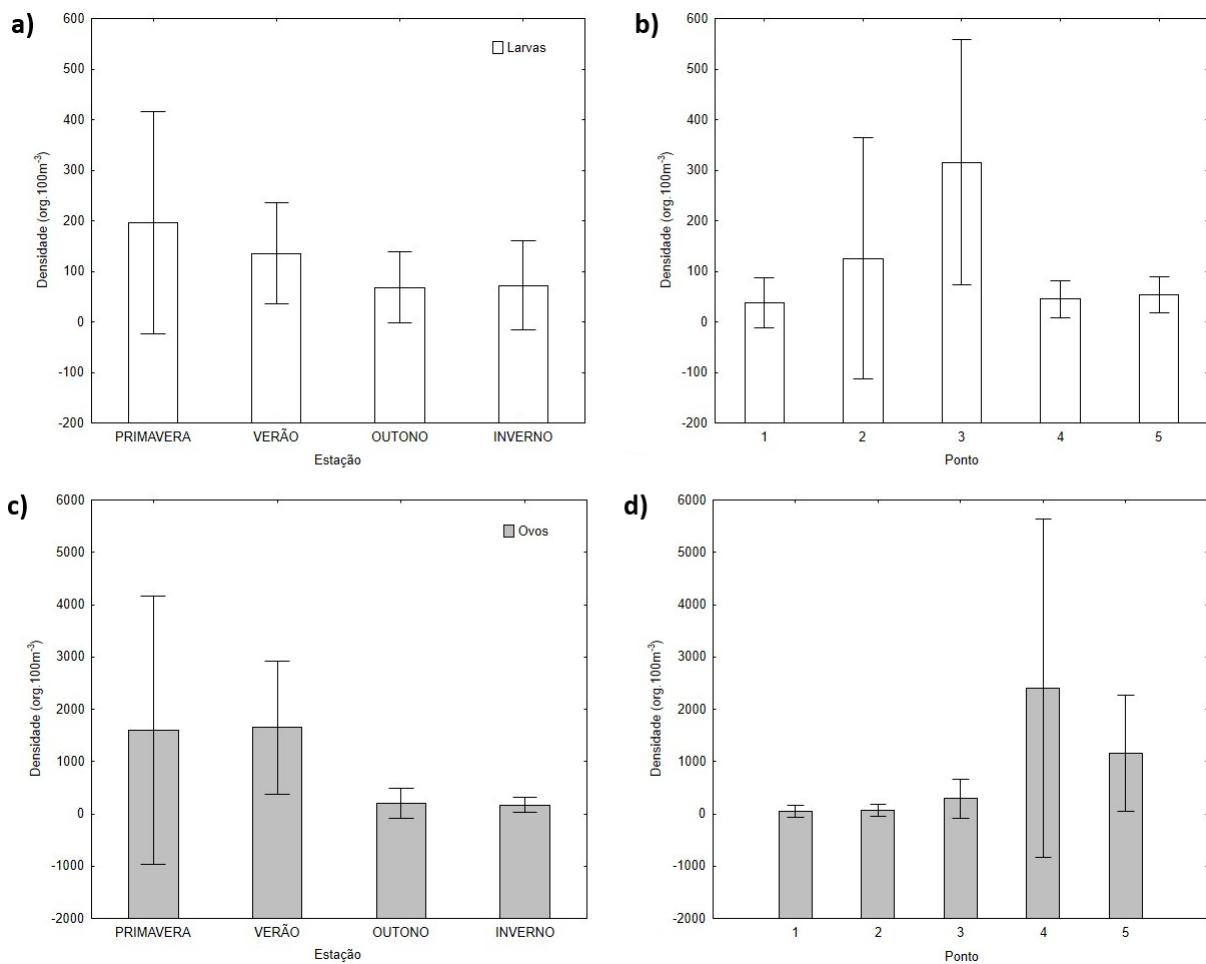 a)
600
500
400
300
200
100
0
-100
-200
Densidade (org.100m-3)
Larvas
PRIMAVERA VERÃO OUTONO INVERNO
Estação
b)
600
500
400
300
200
100
0
-100
-200
Densidade (org.100m-3)
1 2 3 4 5
Ponto
c)
6000
5000
4000
3000
2000
1000
0
-1000
-2000
Densidade (org.100m-3)
Ovos
PRIMAVERA VERÃO OUTONO INVERNO
Estação
d)
6000
5000
4000
3000
2000
1000
0
-1000
-2000
Densidade (org.100m-3)
1 2 3 4 5
Ponto